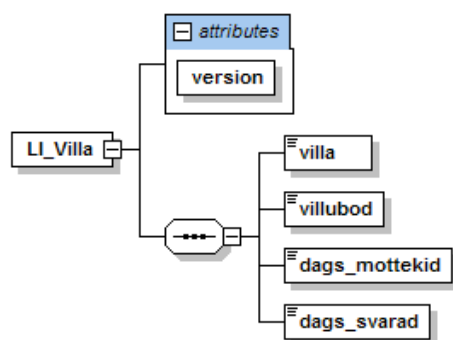 attributes
version
LI_Villa
villa
villubod
dags_mottekid
dags_svarad